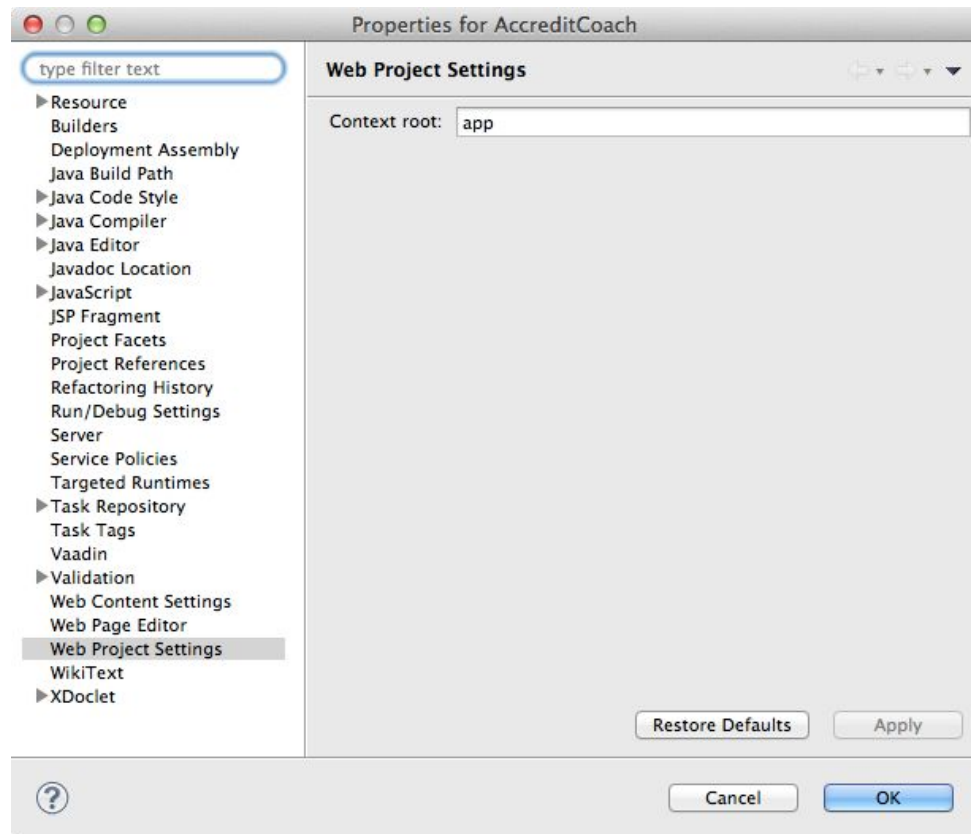 Properties for AccreditCoach
type filter text
Resource
Builders
Deployment Assembly
Java Build Path
Java Code Style
Java Compiler
Java Editor
Javadoc Location
JavaScript
JSP Fragment
Project Facets
Project References
Refactoring History
Run/Debug Settings
Server
Service Policies
Targeted Runtimes
Task Repository
Task Tags
Vaadin
Validation
Web Content Settings
Web Page Editor
Web Project Settings
WikiText
XDoclet
Web Project Settings
Context root: app
Restore Defaults Apply
? Cancel OK